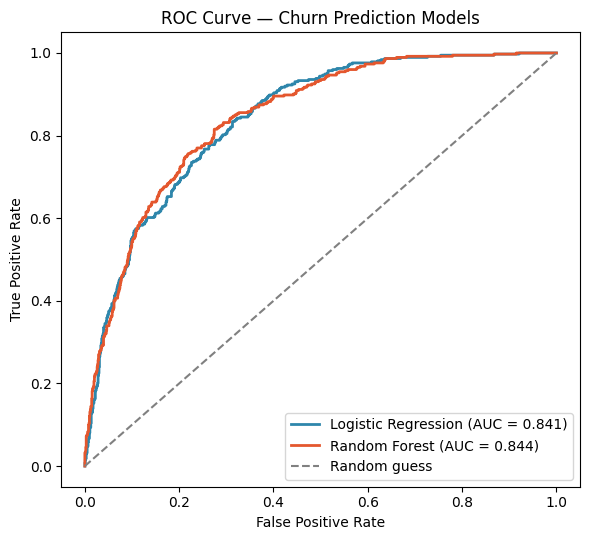 ROC Curve — Churn Prediction Models
True Positive Rate
1.0
0.8
0.6
0.4
0.2
0.0
Logistic Regression (AUC = 0.841)
Random Forest (AUC = 0.844)
Random guess
0.0 0.2 0.4 0.6 0.8 1.0
False Positive Rate